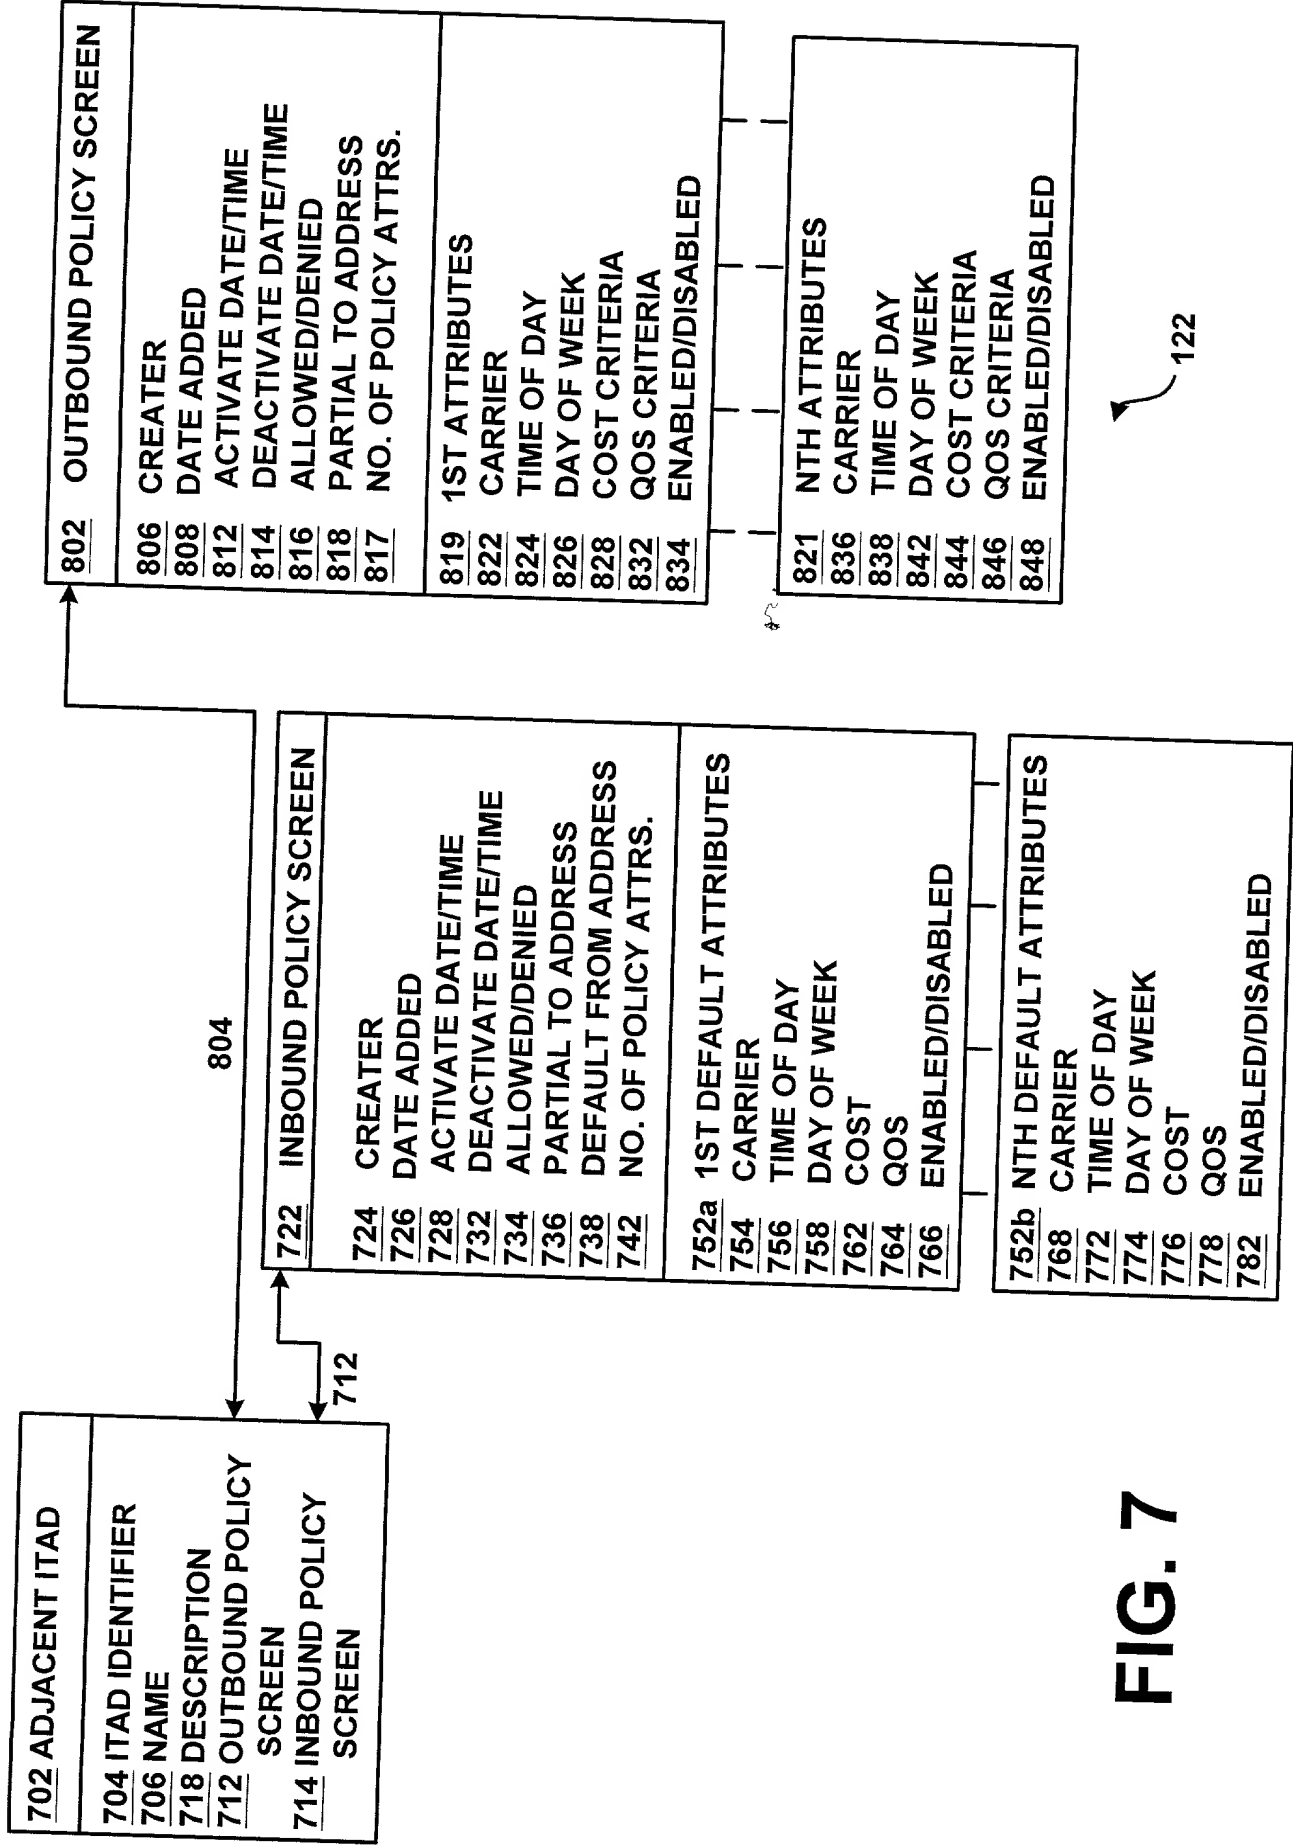 702 ADJACENT ITAD
704 ITAD IDENTIFIER
706 NAME
718 DESCRIPTION
712 OUTBOUND POLICY
SCREEN
714 INBOUND POLICY
SCREEN
804
712
722 INBOUND POLICY SCREEN
724 CREATER
726 DATE ADDED
728 ACTIVATE DATE/TIME
732 DEACTIVATE DATE/TIME
734 ALLOWED/DENIED
736 PARTIAL TO ADDRESS
738 DEFAULT FROM ADDRESS
742 NO. OF POLICY ATTRS.
752a 1ST DEFAULT ATTRIBUTES
754 CARRIER
756 TIME OF DAY
758 DAY OF WEEK
762 COST
764 QOS
766 ENABLED/DISABLED
752b NTH DEFAULT ATTRIBUTES
768 CARRIER
772 TIME OF DAY
774 DAY OF WEEK
776 COST
778 QOS
782 ENABLED/DISABLED
802 OUTBOUND POLICY SCREEN
806 CREATER
808 DATE ADDED
812 ACTIVATE DATE/TIME
814 DEACTIVATE DATE/TIME
816 ALLOWED/DENIED
818 PARTIAL TO ADDRESS
817 NO. OF POLICY ATTRS.
819 1ST ATTRIBUTES
822 CARRIER
824 TIME OF DAY
826 DAY OF WEEK
828 COST CRITERIA
832 QOS CRITERIA
834 ENABLED/DISABLED
821 NTH ATTRIBUTES
836 CARRIER
838 TIME OF DAY
842 DAY OF WEEK
844 COST CRITERIA
846 QOS CRITERIA
848 ENABLED/DISABLED
122
FIG. 7